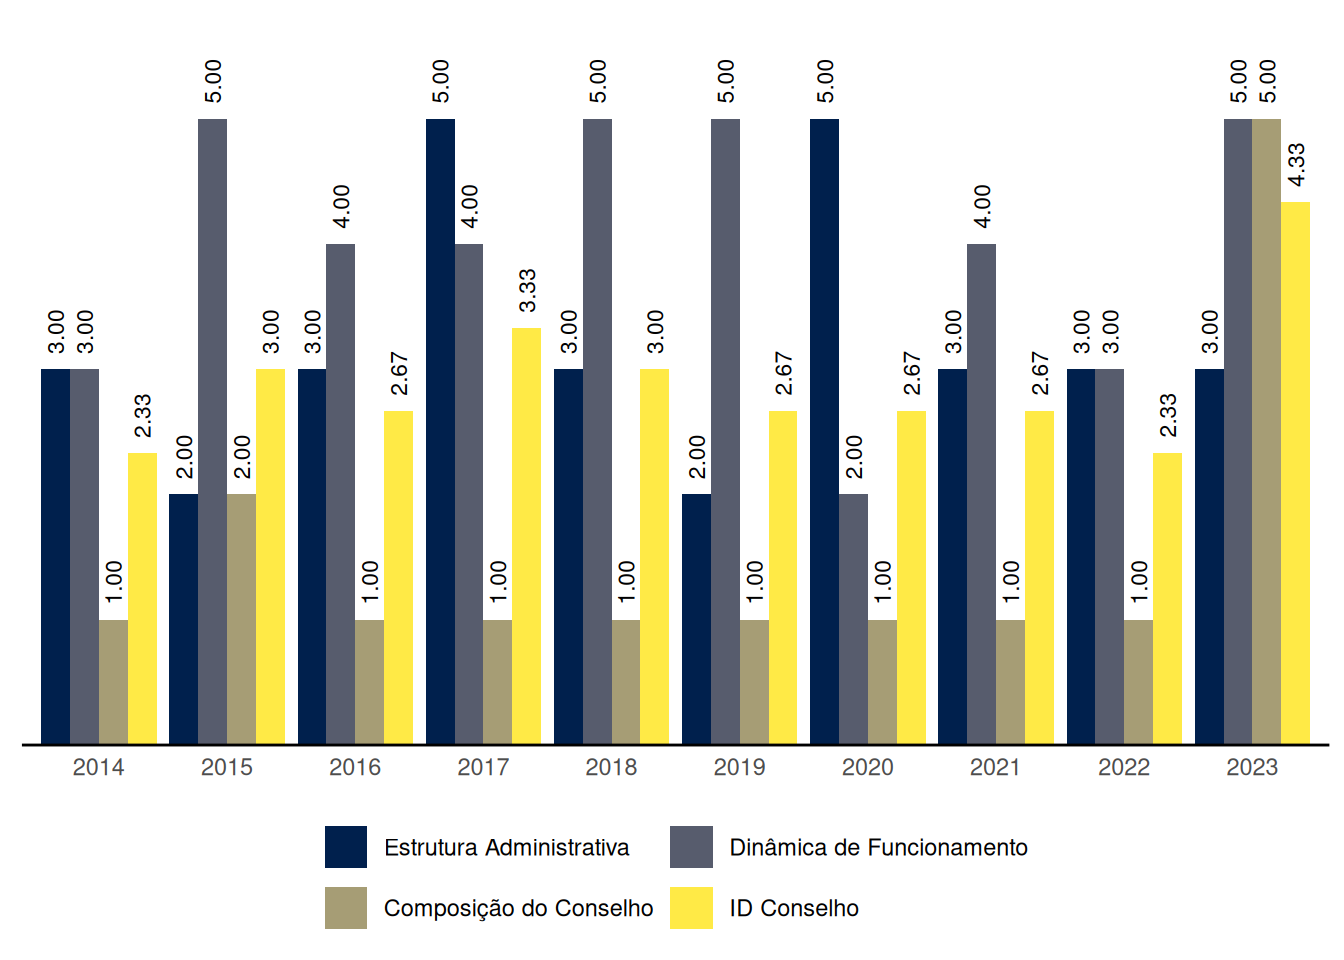 5.00 5.00 5.00 5.00 5.00 5.00 5.00
4.33
4.00 4.00 4.00
3.33
3.00 3.00 3.00 3.00 3.00 3.00 3.00 3.00 3.00 3.00
2.67 2.67 2.67 2.67
2.33 2.33
2.00 2.00 2.00 2.00
1.00 1.00 1.00 1.00 1.00 1.00 1.00 1.00
2014 2015 2016 2017 2018 2019 2020 2021 2022 2023
Estrutura Administrativa Dinâmica de Funcionamento
Composição do Conselho ID Conselho